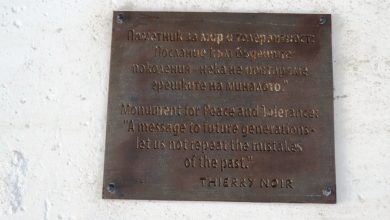 Паметник за мир и толерантност:
"Послание към бъдещите
поколения - нека не повтаряме
грешките на миналото."
Monument for Peace and Tolerance:
"A message to future generations-
let us not repeat the mistakes
of the past."
THIERRY NOIR